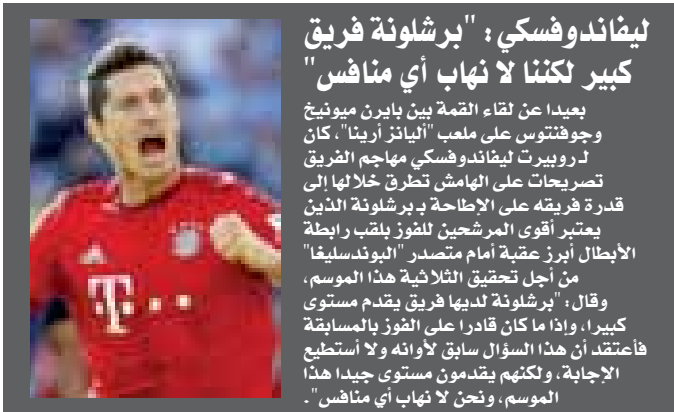 ليفاندوفسكي: "برشلونة فريق
كبير لكننا لا نهاب أي منافس"
بعيدا عن لقاء القمة بين بايرن ميونيخ
وجوفنتوس على ملعب "أليانز أرينا"، كان
لـروبيرت ليفاندوفسكي مهاجم الفريق
تصريحات على الهامش تطرق خلالها إلى
قدرة فريقه على الإطاحة بـبرشلونة الذين
يعتبر أقوى المرشحين للفوز بلقب رابطة
الأبطال أبرز عقبة أمام متصدر "البوندسليغا"
من أجل تحقيق الثلاثية هذا الموسم،
وقال: "برشلونة لديها فريق يقدم مستوى
كبيرا، وإذا ما كان قادرا على الفوز بالمسابقة
فأعتقد أن هذا السؤال سابق لأوانه ولا أستطيع
الإجابة، ولكنهم يقدمون مستوى جيدا هذا
الموسم، ونحن لا نهاب أي منافس".
T